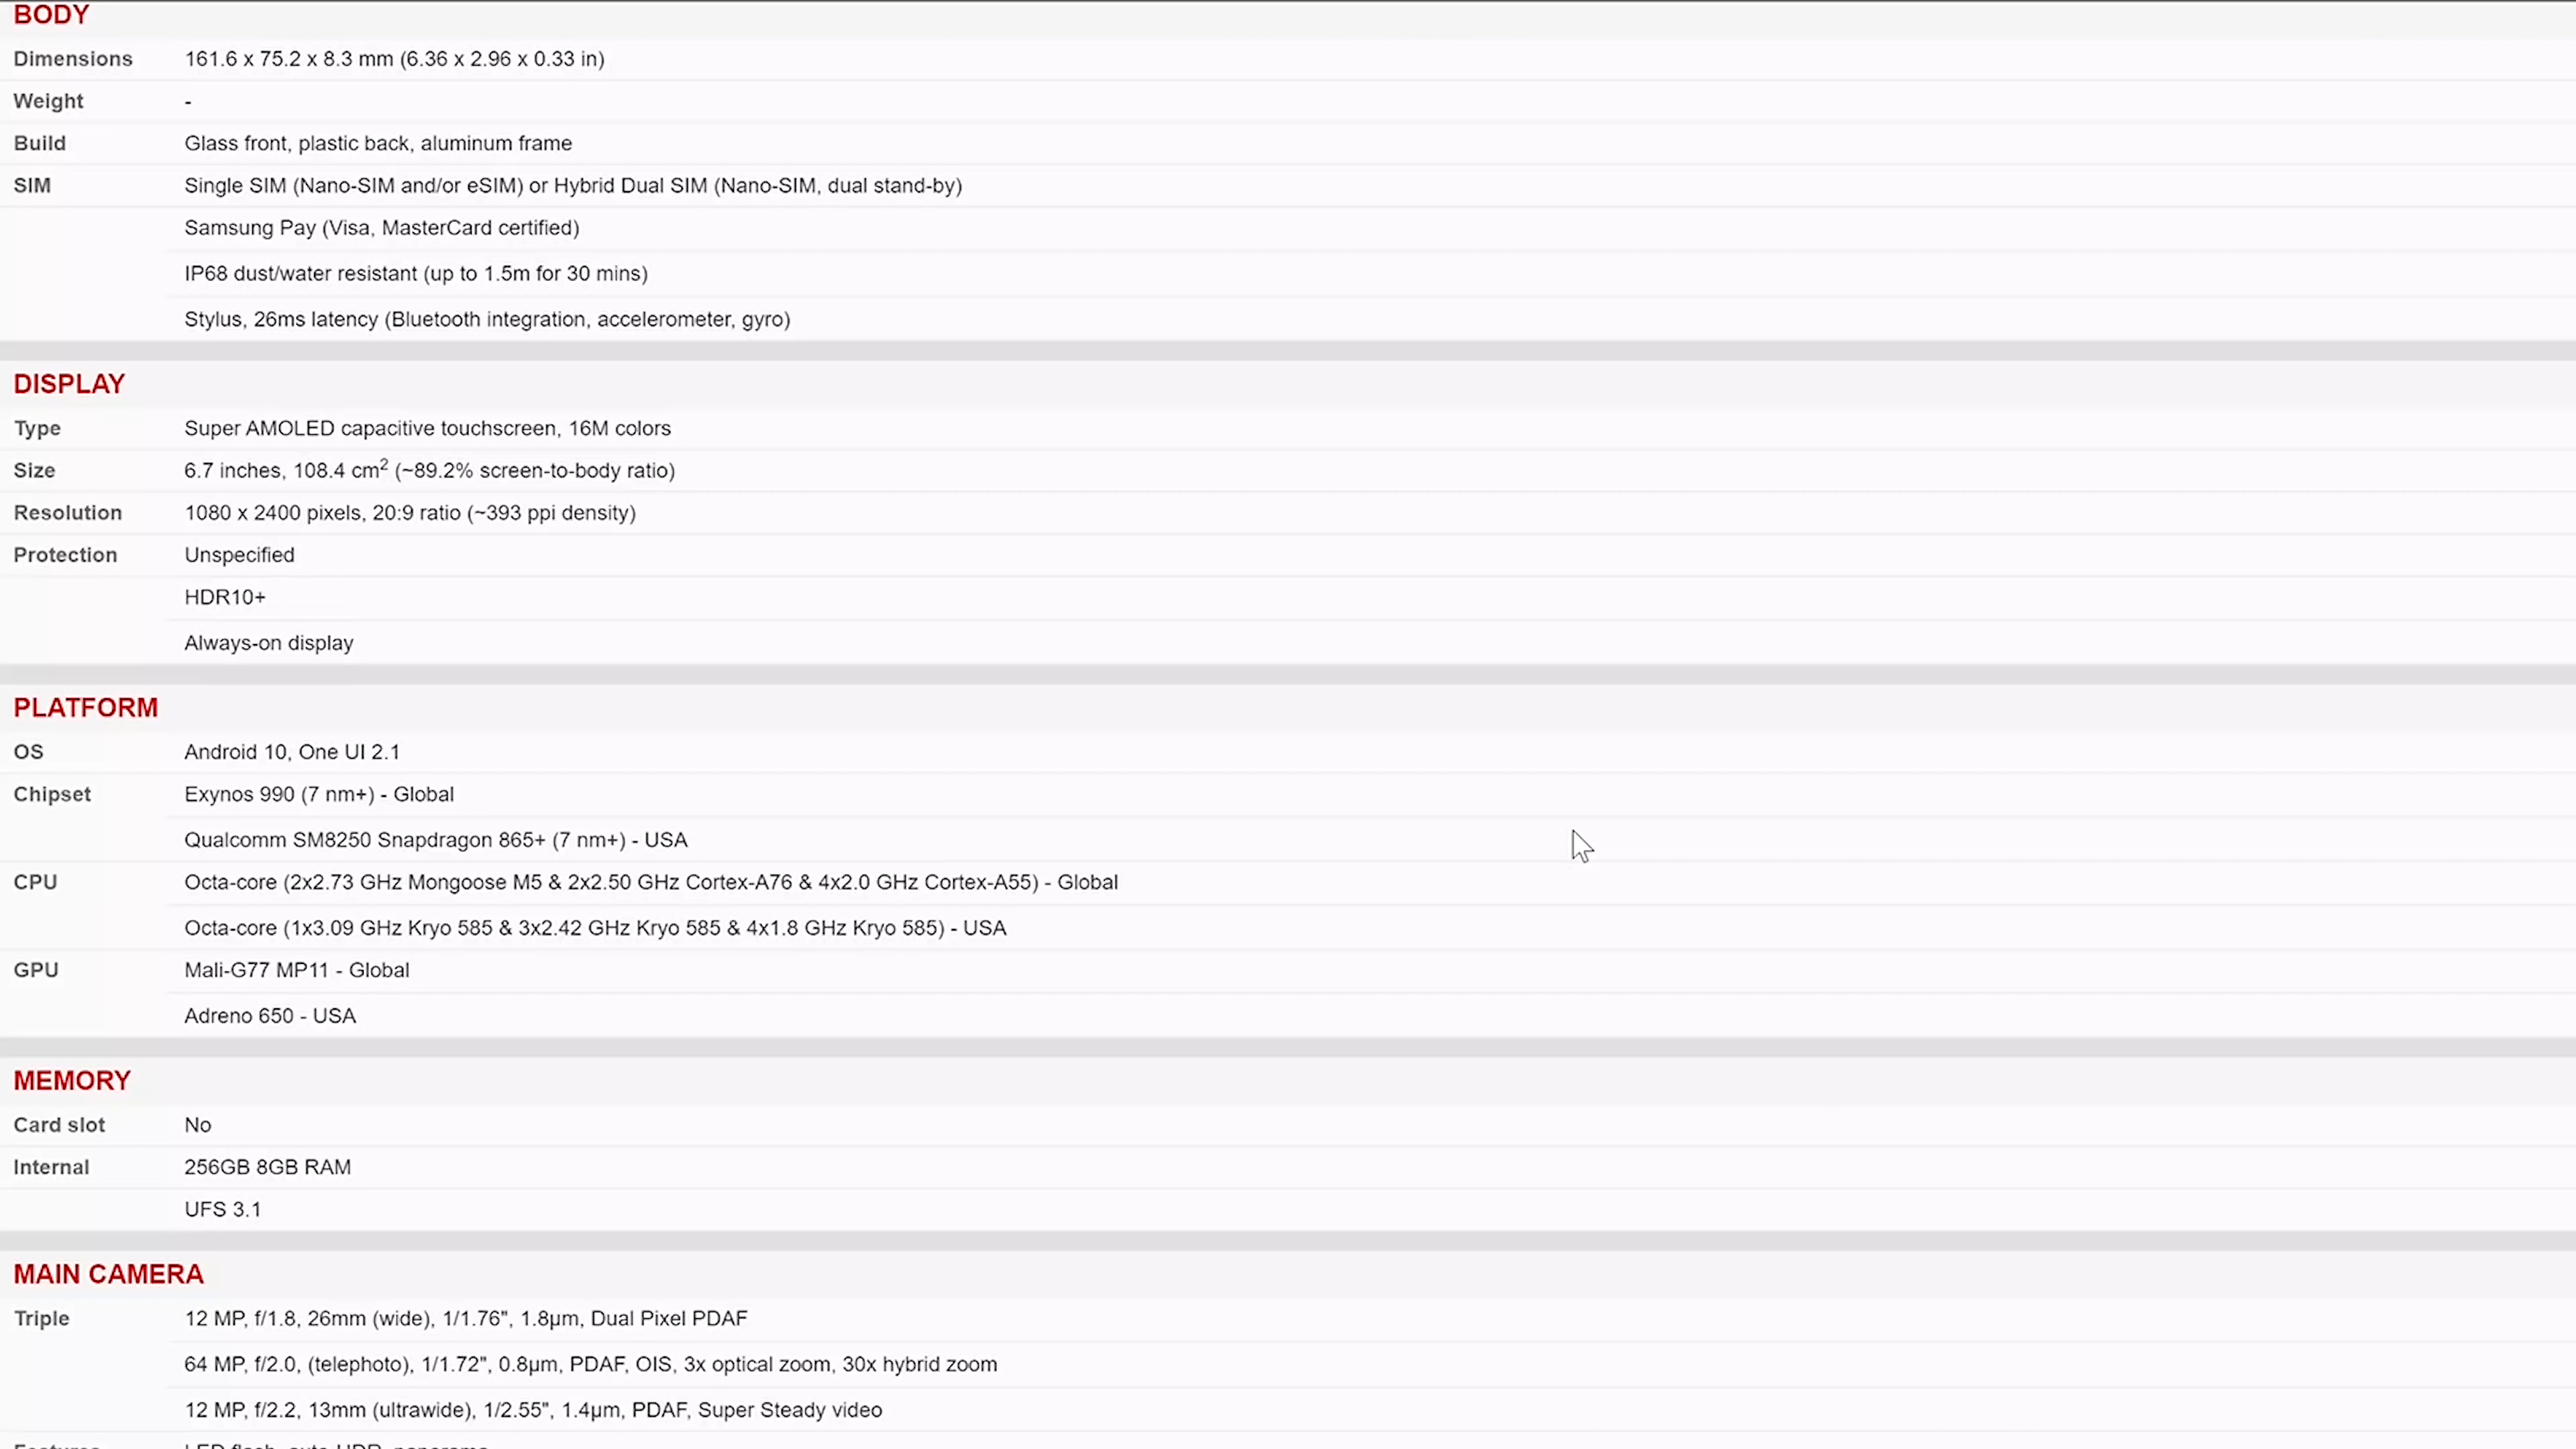 BODY
Dimensions 161.6 x 75.2 x 8.3 mm (6.36 x 2.96 x 0.33 in)
Weight -
Build Glass front, plastic back, aluminum frame
SIM Single SIM (Nano-SIM and/or eSIM) or Hybrid Dual SIM (Nano-SIM, dual stand-by)
Samsung Pay (Visa, MasterCard certified)
IP68 dust/water resistant (up to 1.5m for 30 mins)
Stylus, 26ms latency (Bluetooth integration, accelerometer, gyro)
DISPLAY
Type Super AMOLED capacitive touchscreen, 16M colors
Size 6.7 inches, 108.4 cm² (~89.2% screen-to-body ratio)
Resolution 1080 x 2400 pixels, 20:9 ratio (~393 ppi density)
Protection Unspecified
HDR10+
Always-on display
PLATFORM
OS Android 10, One UI 2.1
Chipset Exynos 990 (7 nm+) - Global
Qualcomm SM8250 Snapdragon 865+ (7 nm+) - USA
CPU Octa-core (2x2.73 GHz Mongoose M5 & 2x2.50 GHz Cortex-A76 & 4x2.0 GHz Cortex-A55) - Global
Octa-core (1x3.09 GHz Kryo 585 & 3x2.42 GHz Kryo 585 & 4x1.8 GHz Kryo 585) - USA
GPU Mali-G77 MP11 - Global
Adreno 650 - USA
MEMORY
Card slot No
Internal 256GB 8GB RAM
UFS 3.1
MAIN CAMERA
Triple 12 MP, f/1.8, 26mm (wide), 1/1.76", 1.8µm, Dual Pixel PDAF
64 MP, f/2.0, (telephoto), 1/1.72", 0.8µm, PDAF, OIS, 3x optical zoom, 30x hybrid zoom
12 MP, f/2.2, 13mm (ultrawide), 1/2.55", 1.4µm, PDAF, Super Steady video
Features LED flash, auto-HDR, panorama